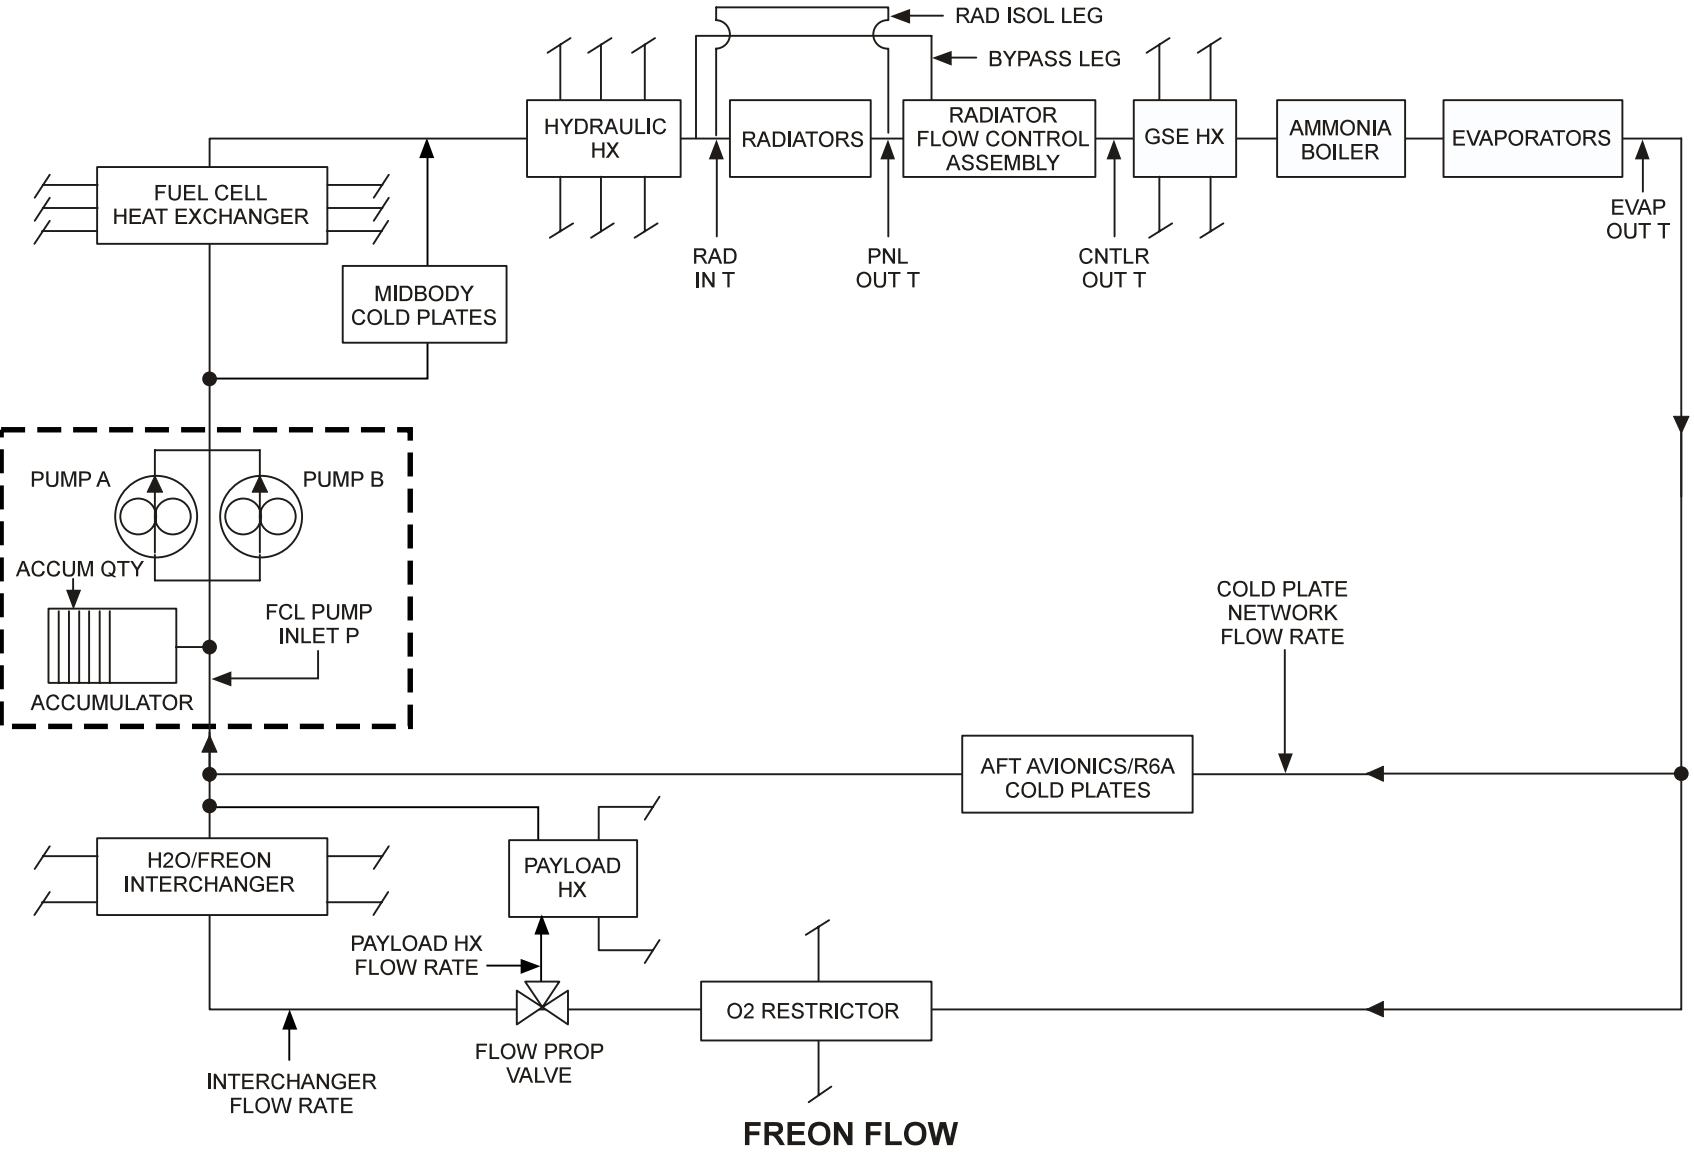 RAD ISOL LEG
BYPASS LEG
HYDRAULIC
HX
RADIATORS
RADIATOR
FLOW CONTROL
ASSEMBLY
GSE HX
AMMONIA
BOILER
EVAPORATORS
FUEL CELL
HEAT EXCHANGER
RAD
IN T
PNL
OUT T
CNTLR
OUT T
EVAP
OUT T
MIDBODY
COLD PLATES
PUMP A
PUMP B
ACCUM QTY
FCL PUMP
INLET P
ACCUMULATOR
COLD PLATE
NETWORK
FLOW RATE
AFT AVIONICS/R6A
COLD PLATES
H2O/FREON
INTERCHANGER
PAYLOAD
HX
PAYLOAD HX
FLOW RATE
O2 RESTRICTOR
FLOW PROP
VALVE
INTERCHANGER
FLOW RATE
FREON FLOW